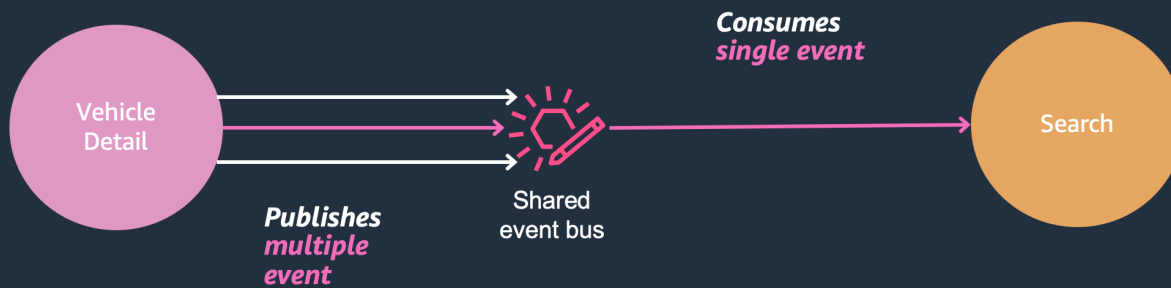 Vehicle
Detail
Publishes
multiple
event
Shared
event bus
Consumes
single event
Search